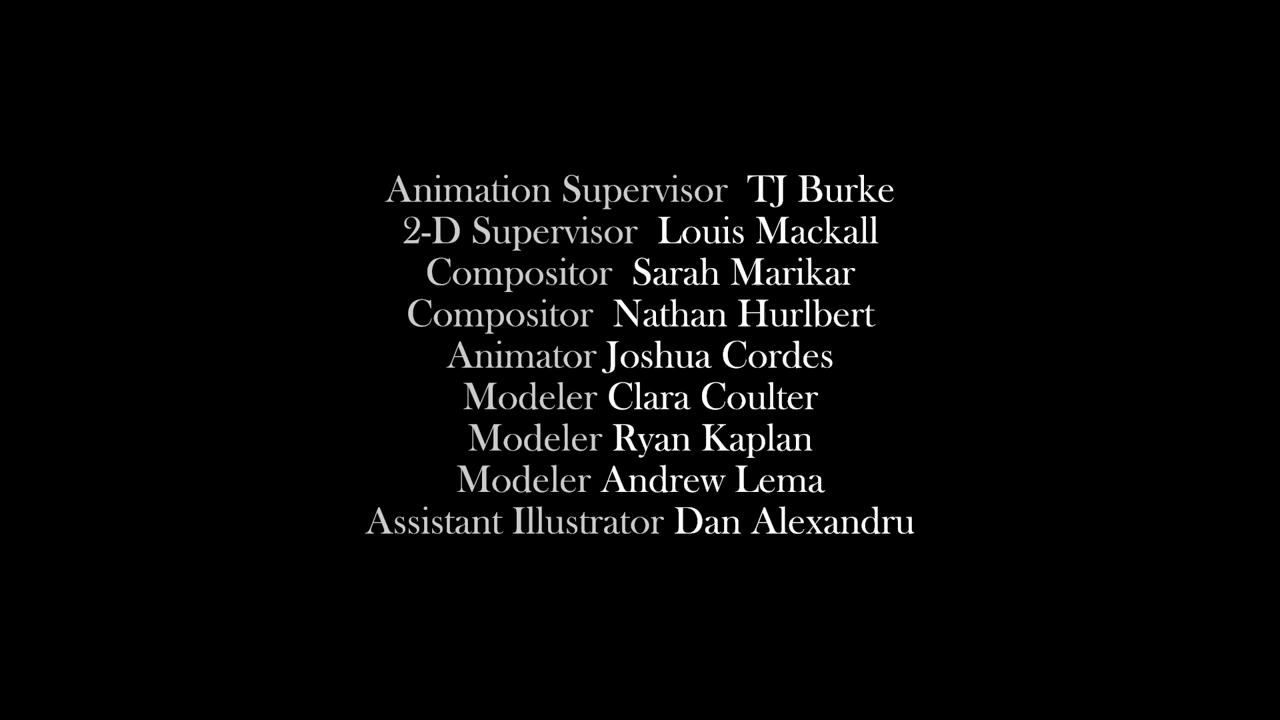 Animation Supervisor TJ Burke
2-D Supervisor Louis Mackall
Compositor Sarah Marikar
Compositor Nathan Hurlbert
Animator Joshua Cordes
Modeler Clara Coulter
Modeler Ryan Kaplan
Modeler Andrew Lema
Assistant Illustrator Dan Alexandru